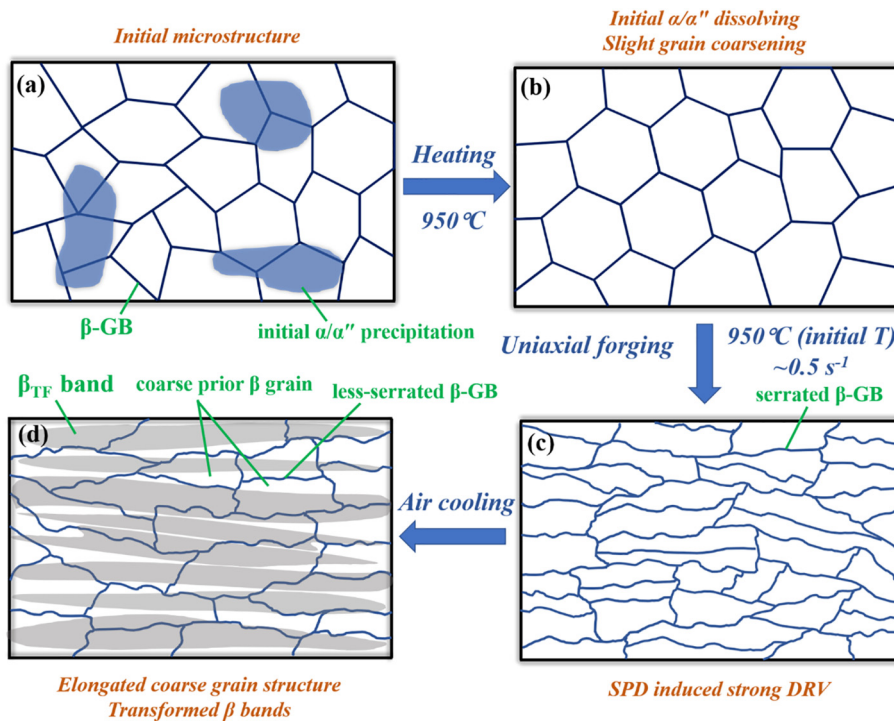 Initial microstructure
Initial α/α″ dissolving
Slight grain coarsening
(a)
(b)
Heating
950℃
β-GB
initial α/α″ precipitation
Uniaxial forging
950℃ (initial T)
~0.5 s⁻¹
serrated β-GB
β_TF band
coarse prior β grain
less-serrated β-GB
(d)
(c)
Air cooling
Elongated coarse grain structure
Transformed β bands
SPD induced strong DRV